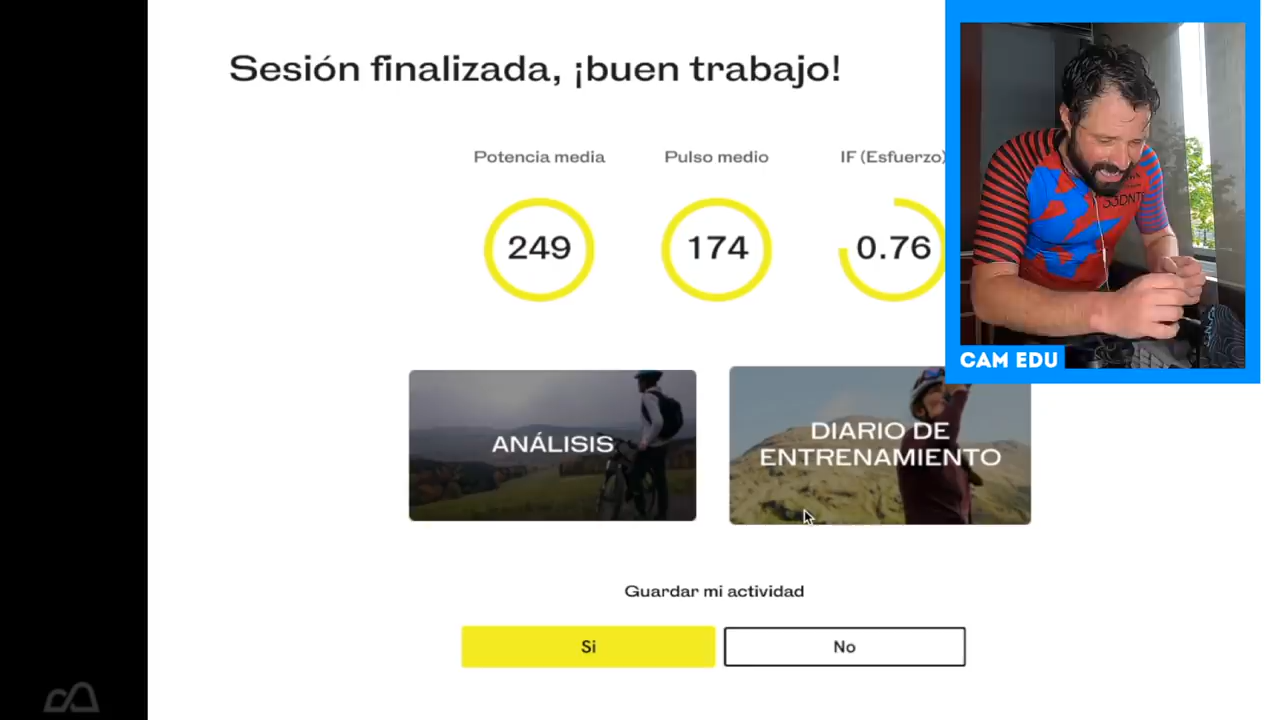 Sesión finalizada, ¡buen trabajo!
Potencia media
Pulso medio
IF (Esfuerzo)
249
174
0.76
CAM EDU
ANÁLISIS
DIARIO DE
ENTRENAMIENTO
Guardar mi actividad
Si
No